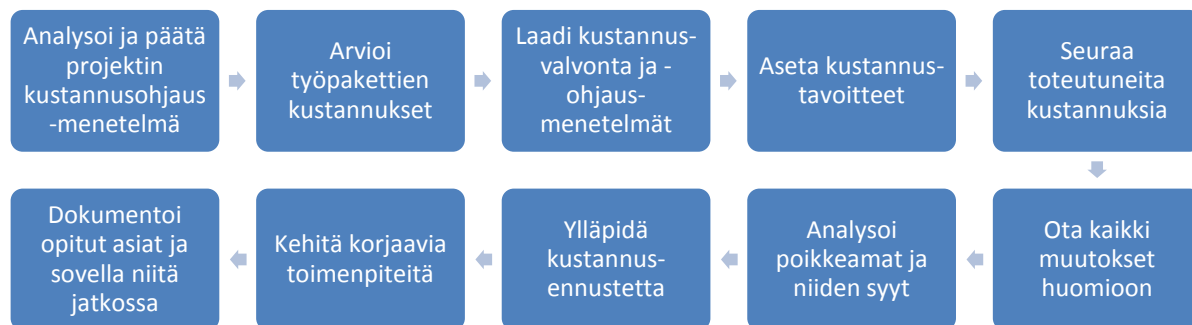 Analysoi ja päätä
projektin
kustannusohjaus
-menetelmä
Arvioi
työpakettien
kustannukset
Laadi kustannus-
valvonta ja -
ohjaus-
menetelmät
Aseta kustannus-
tavoitteet
Seuraa
toteutuneita
kustannuksia
Ota kaikki
muutokset
huomioon
Analysoi
poikkeamat ja
niiden syyt
Ylläpidä
kustannus-
ennustetta
Kehitä korjaavia
toimenpiteitä
Dokumentoi
opitut asiat ja
sovella niitä
jatkossa